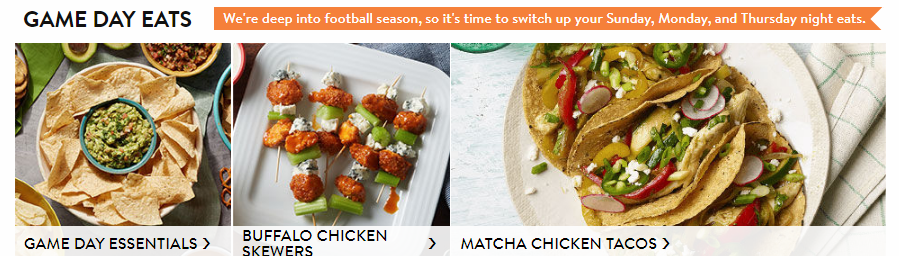 GAME DAY EATS
We're deep into football season, so it's time to switch up your Sunday, Monday, and Thursday night eats.
GAME DAY ESSENTIALS
BUFFALO CHICKEN
SKEWERS
MATCHA CHICKEN TACOS